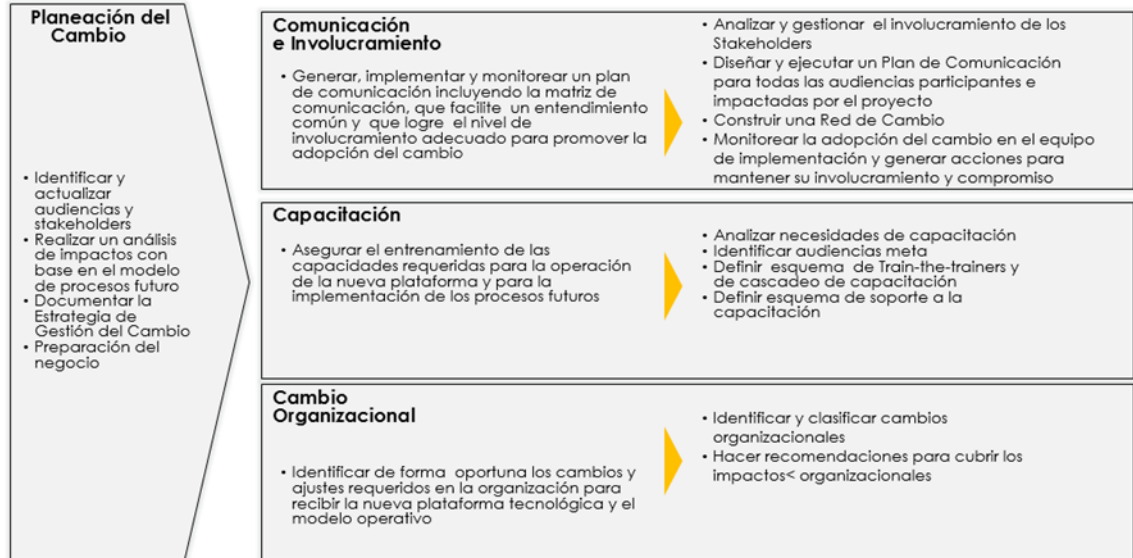 Planeación del
Cambio
• Identificar y
actualizar
audiencias y
stakeholders
• Realizar un análisis
de impactos con
base en el modelo
de procesos futuro
• Documentar la
Estrategia de
Gestión del Cambio
• Preparación del
negocio
Comunicación
e Involucramiento
• Generar, implementar y monitorear un plan
de comunicación incluyendo la matriz de
comunicación, que facilite un entendimiento
común y que logre el nivel de
involucramiento adecuado para promover la
adopción del cambio
• Analizar y gestionar el involucramiento de los
Stakeholders
• Diseñar y ejecutar un Plan de Comunicación
para todas las audiencias participantes e
impactadas por el proyecto
• Construir una Red de Cambio
• Monitorear la adopción del cambio en el equipo
de implementación y generar acciones para
mantener su involucramiento y compromiso
Capacitación
• Asegurar el entrenamiento de las
capacidades requeridas para la operación
de la nueva plataforma y para la
implementación de los procesos futuros
• Analizar necesidades de capacitación
• Identificar audiencias meta
• Definir esquema de Train-the-trainers y
de cascadeo de capacitación
• Definir esquema de soporte a la
capacitación
Cambio
Organizacional
• Identificar de forma oportuna los cambios y
ajustes requeridos en la organización para
recibir la nueva plataforma tecnológica y el
modelo operativo
• Identificar y clasificar cambios
organizacionales
• Hacer recomendaciones para cubrir los
impactos< organizacionales